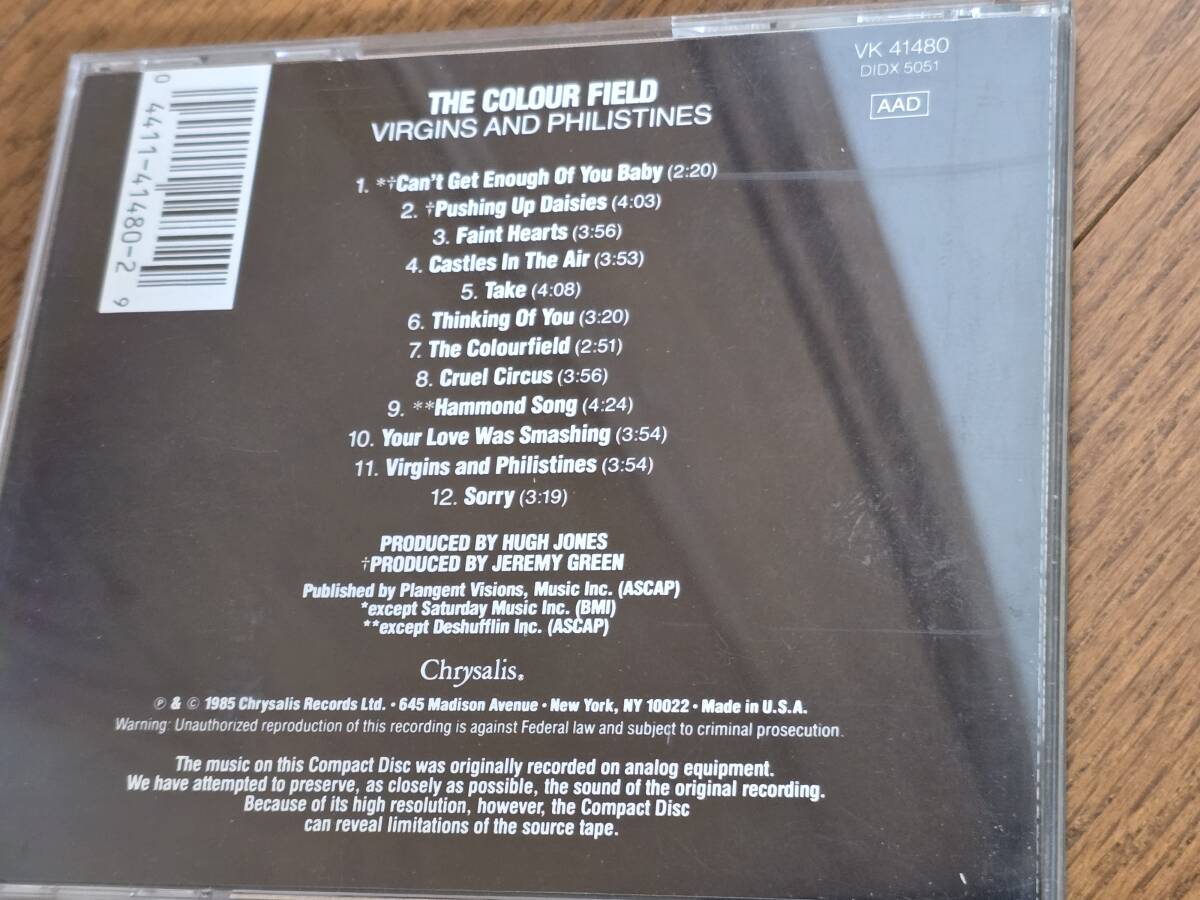 VK 41480
DIDX 5051
AAD
0 4411-41480-2 9
THE COLOUR FIELD
VIRGINS AND PHILISTINES
1. *†Can't Get Enough Of You Baby (2:20)
2. †Pushing Up Daisies (4:03)
3. Faint Hearts (3:56)
4. Castles In The Air (3:53)
5. Take (4:08)
6. Thinking Of You (3:20)
7. The Colourfield (2:51)
8. Cruel Circus (3:56)
9. **Hammond Song (4:24)
10. Your Love Was Smashing (3:54)
11. Virgins and Philistines (3:54)
12. Sorry (3:19)
PRODUCED BY HUGH JONES
†PRODUCED BY JEREMY GREEN
Published by Plangent Visions, Music Inc. (ASCAP)
*except Saturday Music Inc. (BMI)
**except Deshufflin Inc. (ASCAP)
Chrysalis®
℗ & © 1985 Chrysalis Records Ltd. • 645 Madison Avenue • New York, NY 10022 • Made in U.S.A.
Warning: Unauthorized reproduction of this recording is against Federal law and subject to criminal prosecution.
The music on this Compact Disc was originally recorded on analog equipment.
We have attempted to preserve, as closely as possible, the sound of the original recording.
Because of its high resolution, however, the Compact Disc
can reveal limitations of the source tape.